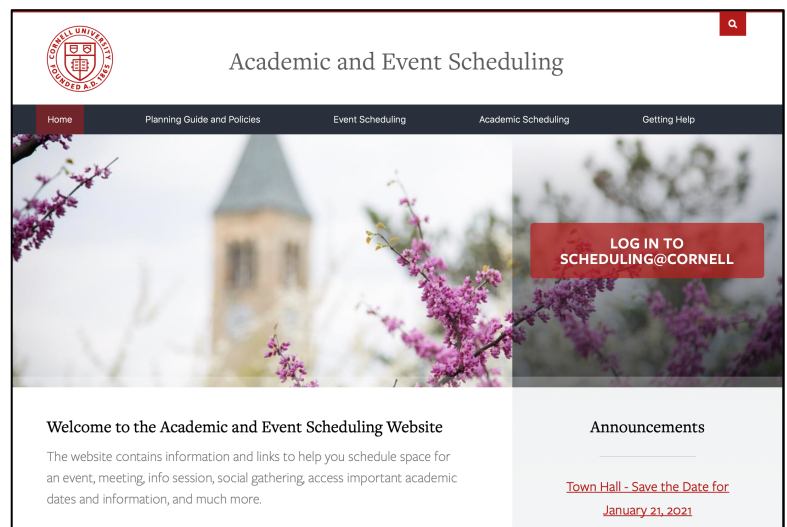 CORNELL UNIVERSITY
FOUNDED A.D. 1865
Academic and Event Scheduling
Home
Planning Guide and Policies
Event Scheduling
Academic Scheduling
Getting Help
LOG IN TO
SCHEDULING@CORNELL
Welcome to the Academic and Event Scheduling Website
The website contains information and links to help you schedule space for
an event, meeting, info session, social gathering, access important academic
dates and information, and much more.
Announcements
Town Hall - Save the Date for
January 21, 2021